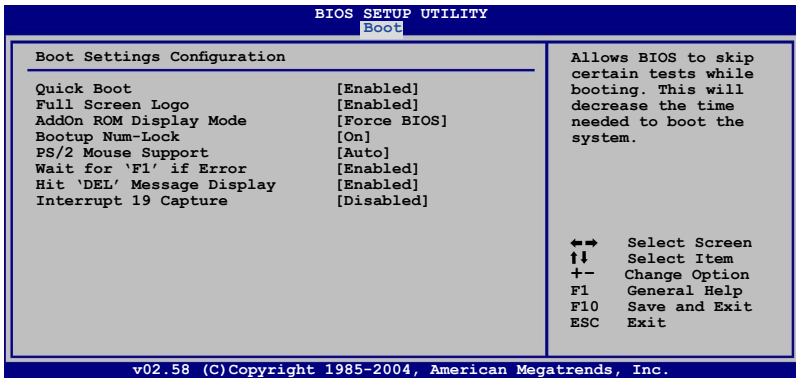 BIOS SETUP UTILITY
Boot
Boot Settings Configuration
Quick Boot [Enabled]
Full Screen Logo [Enabled]
AddOn ROM Display Mode [Force BIOS]
Bootup Num-Lock [On]
PS/2 Mouse Support [Auto]
Wait for ‘F1’ if Error [Enabled]
Hit ‘DEL’ Message Display [Enabled]
Interrupt 19 Capture [Disabled]
Allows BIOS to skip
certain tests while
booting. This will
decrease the time
needed to boot the
system.
←→ Select Screen
↑↓ Select Item
+- Change Option
F1 General Help
F10 Save and Exit
ESC Exit
v02.58 (C)Copyright 1985-2004, American Megatrends, Inc.